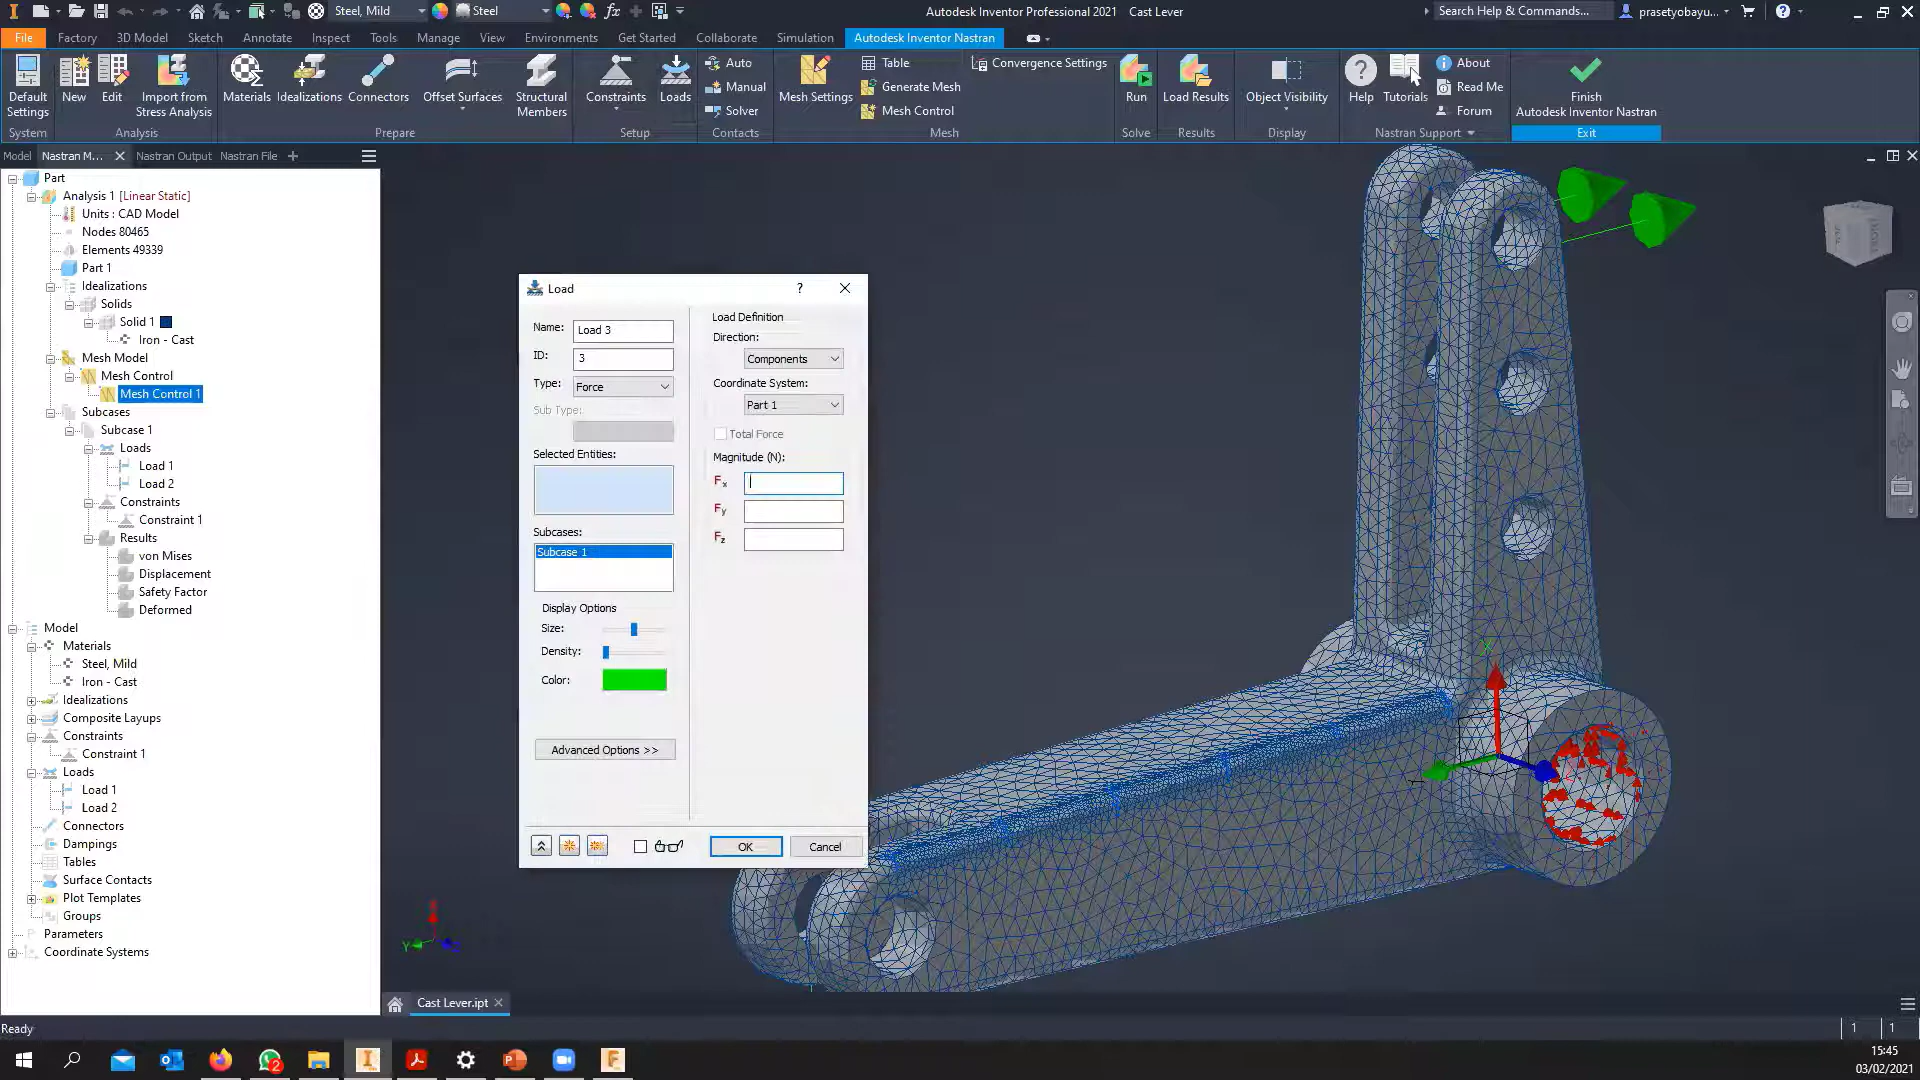 Steel, Mild
Steel
fx
Autodesk Inventor Professional 2021 Cast Lever
Search Help & Commands...
prasetyobayu...
File
Factory
3D Model
Sketch
Annotate
Inspect
Tools
Manage
View
Environments
Get Started
Collaborate
Simulation
Autodesk Inventor Nastran
Default
Settings
New
Edit
Import from
Stress Analysis
Materials
Idealizations
Connectors
Offset Surfaces
Structural
Members
Constraints
Loads
Auto
Manual
Solver
Mesh Settings
Table
Generate Mesh
Mesh Control
Convergence Settings
Run
Load Results
Object Visibility
Help
Tutorials
About
Read Me
Forum
Finish
Autodesk Inventor Nastran
System
Analysis
Prepare
Setup
Contacts
Mesh
Solve
Results
Display
Nastran Support
Exit
Model
Nastran M...
Nastran Output
Nastran File
Part
Analysis 1 [Linear Static]
Units : CAD Model
Nodes 80465
Elements 49339
Part 1
Idealizations
Solids
Solid 1
Iron - Cast
Mesh Model
Mesh Control
Mesh Control 1
Subcases
Subcase 1
Loads
Load 1
Load 2
Constraints
Constraint 1
Results
von Mises
Displacement
Safety Factor
Deformed
Model
Materials
Steel, Mild
Iron - Cast
Idealizations
Composite Layups
Constraints
Constraint 1
Loads
Load 1
Load 2
Connectors
Dampings
Tables
Surface Contacts
Plot Templates
Groups
Parameters
Coordinate Systems
Load
?
Name:
Load 3
ID:
3
Type:
Force
Sub Type:
Selected Entities:
Subcases:
Subcase 1
Display Options
Size:
Density:
Color:
Advanced Options >>
Load Definition
Direction:
Components
Coordinate System:
Part 1
Total Force
Magnitude (N):
Fx
Fy
Fz
OK
Cancel
Y
Cast Lever.ipt
Ready
1
1
2
15:45
03/02/2021